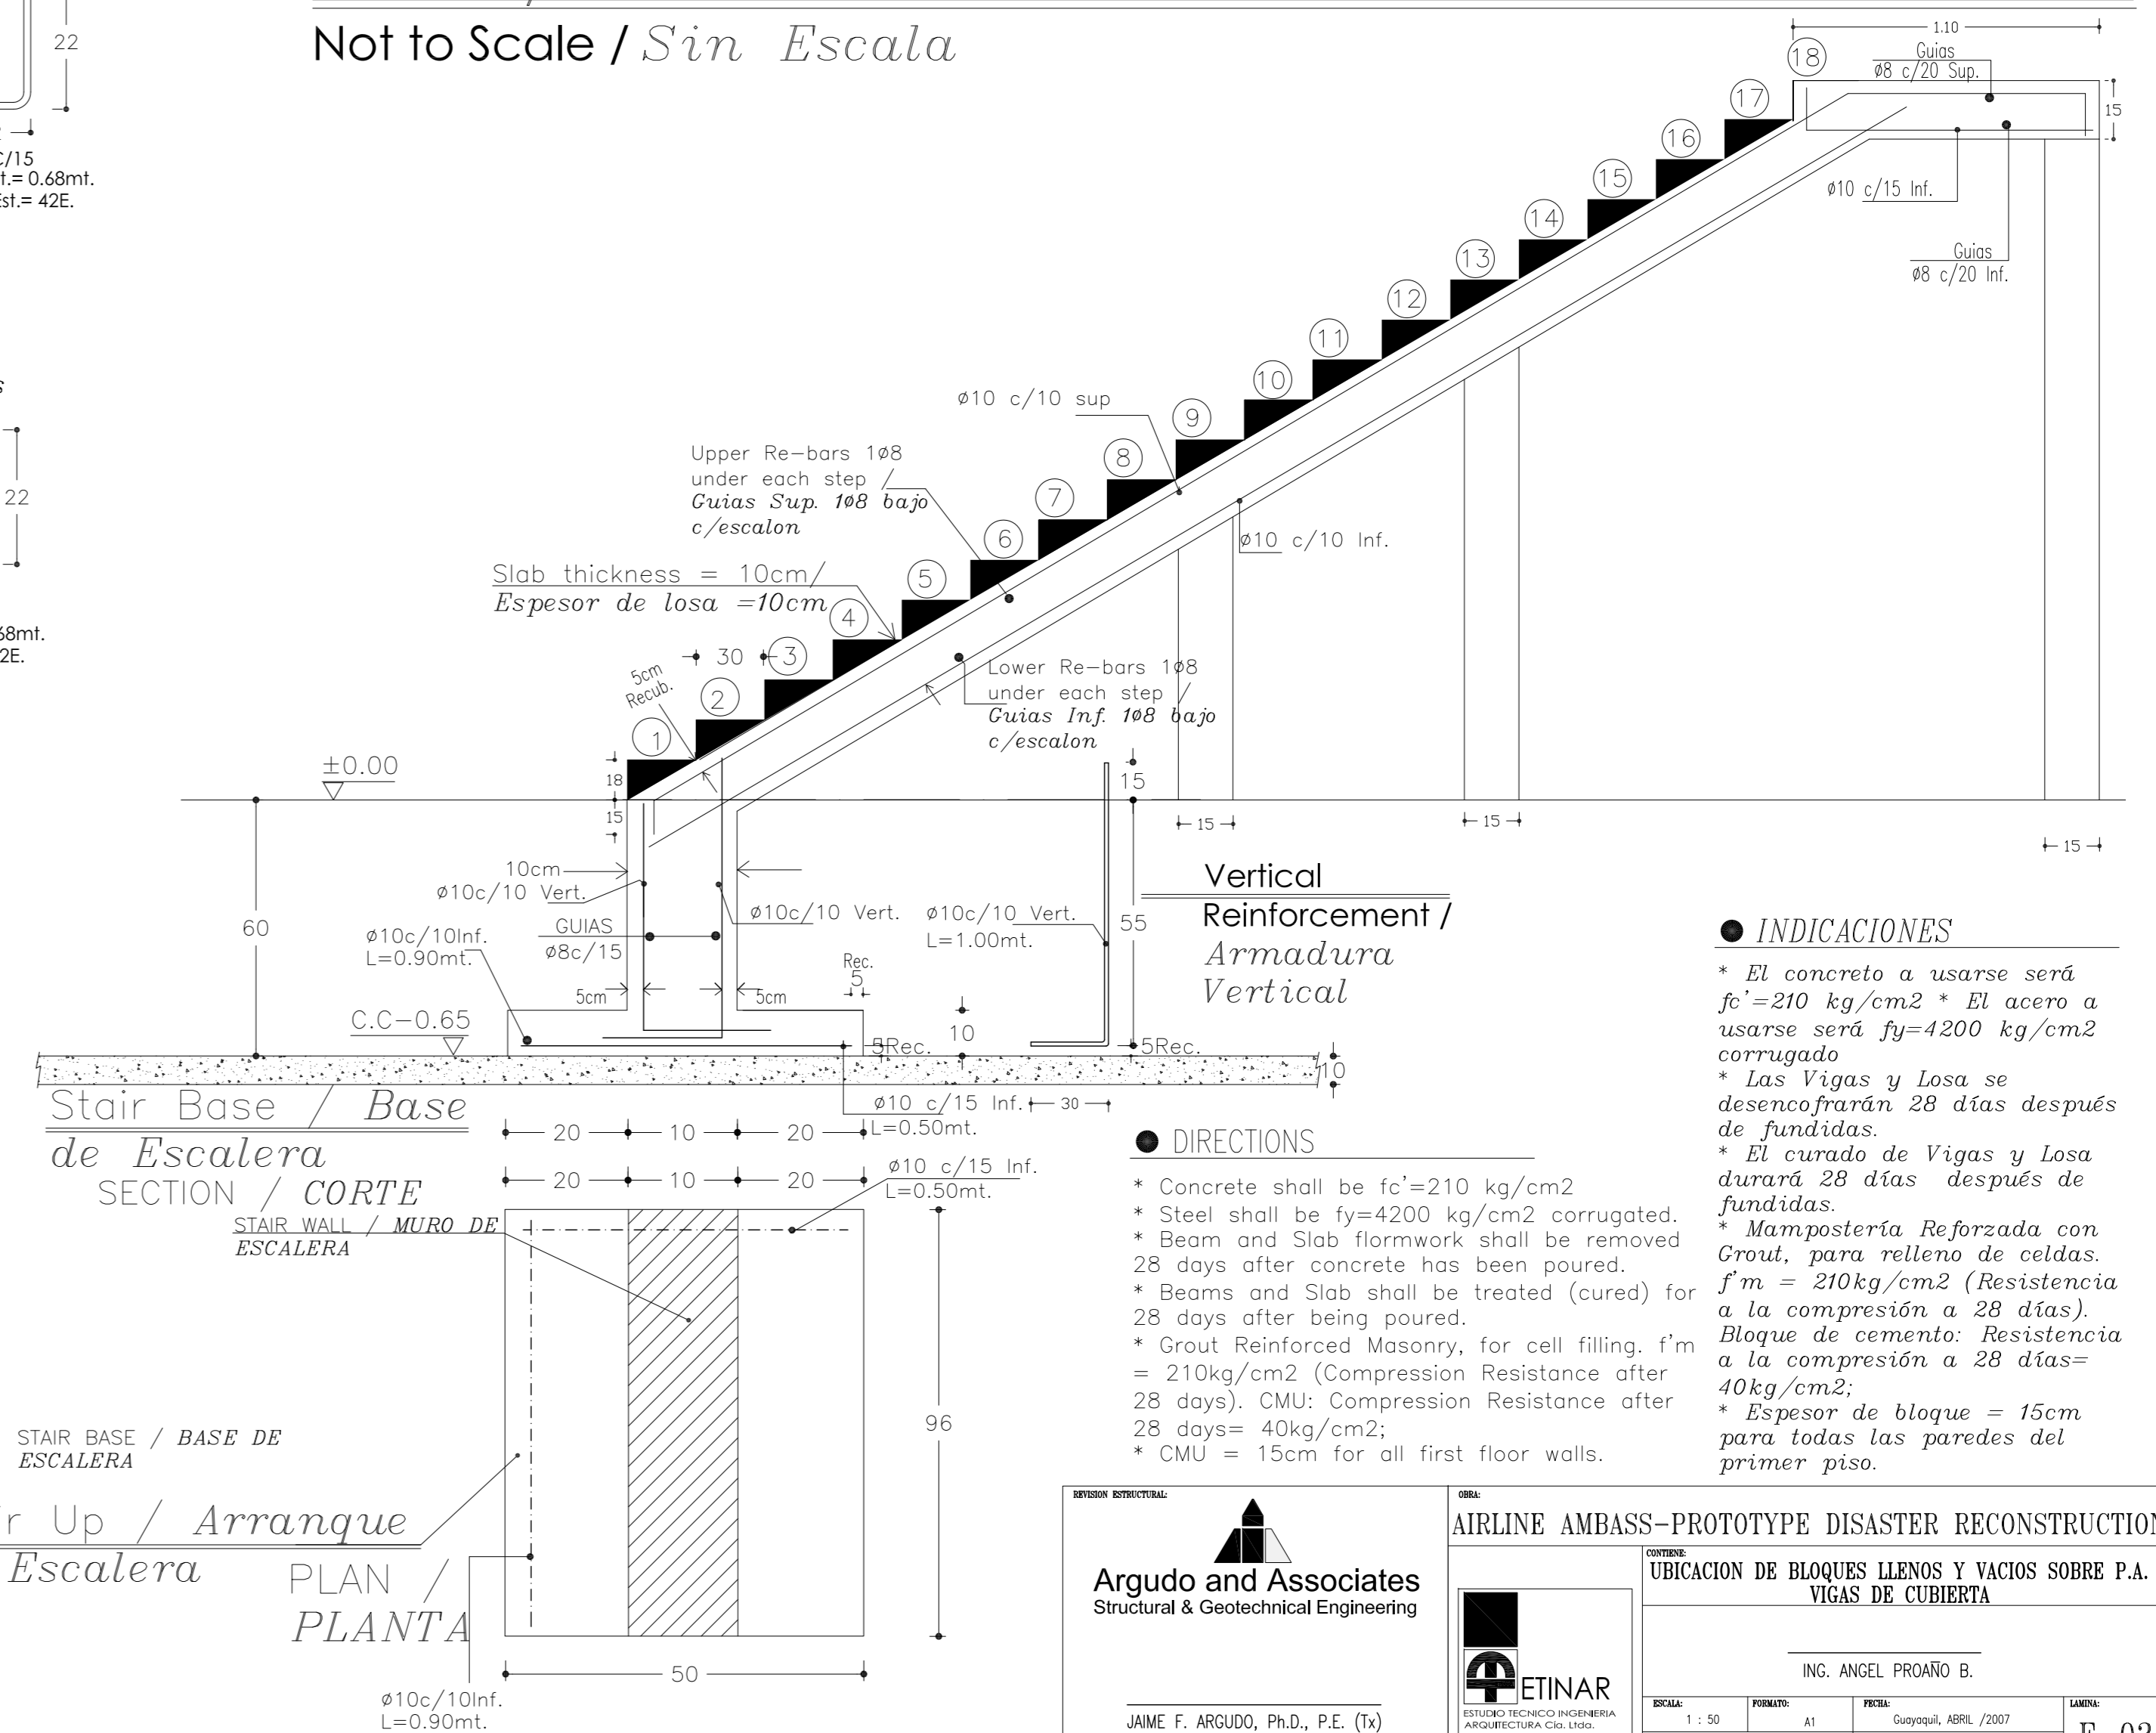 Not to Scale / Sin Escala
22
C/15
t.= 0.68mt.
Est.= 42E.
22
68mt.
2E.
1.10
Guias
ø8 c/20 Sup.
15
ø10 c/15 Inf.
Guias
ø8 c/20 Inf.
18
17
16
15
14
13
12
11
10
9
8
7
6
5
4
3
2
1
ø10 c/10 sup
Upper Re-bars 1ø8
under each step /
Guias Sup. 1ø8 bajo
c/escalon
ø10 c/10 Inf.
Slab thickness = 10cm/
Espesor de losa =10cm
30
5cm
Recub.
Lower Re-bars 1ø8
under each step /
Guias Inf. 1ø8 bajo
c/escalon
±0.00
18
15
15
15
15
15
10cm
ø10c/10 Vert.
ø10c/10 Vert.
ø10c/10 Vert.
L=1.00mt.
55
60
GUIAS
ø8c/15
ø10c/10Inf.
L=0.90mt.
Rec.
5
5cm
5cm
C.C-0.65
10
5Rec.
5Rec.
10
Vertical
Reinforcement /
Armadura
Vertical
Stair Base / Base
de Escalera
SECTION / CORTE
ø10 c/15 Inf.
L=0.50mt.
30
20
10
20
20
10
20
ø10 c/15 Inf.
L=0.50mt.
STAIR WALL / MURO DE
ESCALERA
96
STAIR BASE / BASE DE
ESCALERA
r Up / Arranque
Escalera
PLAN /
PLANTA
50
ø10c/10Inf.
L=0.90mt.
DIRECTIONS
* Concrete shall be fc'=210 kg/cm2
* Steel shall be fy=4200 kg/cm2 corrugated.
* Beam and Slab flormwork shall be removed
28 days after concrete has been poured.
* Beams and Slab shall be treated (cured) for
28 days after being poured.
* Grout Reinforced Masonry, for cell filling. f'm
= 210kg/cm2 (Compression Resistance after
28 days). CMU: Compression Resistance after
28 days= 40kg/cm2;
* CMU = 15cm for all first floor walls.
INDICACIONES
* El concreto a usarse será
fc'=210 kg/cm2 * El acero a
usarse será fy=4200 kg/cm2
corrugado
* Las Vigas y Losa se
desencofrarán 28 días después
de fundidas.
* El curado de Vigas y Losa
durará 28 días después de
fundidas.
* Mampostería Reforzada con
Grout, para relleno de celdas.
f'm = 210kg/cm2 (Resistencia
a la compresión a 28 días).
Bloque de cemento: Resistencia
a la compresión a 28 días=
40kg/cm2;
* Espesor de bloque = 15cm
para todas las paredes del
primer piso.
REVISION ESTRUCTURAL:
Argudo and Associates
Structural & Geotechnical Engineering
JAIME F. ARGUDO, Ph.D., P.E. (Tx)
OBRA:
AIRLINE AMBASS-PROTOTYPE DISASTER RECONSTRUCTION
CONTIENE:
UBICACION DE BLOQUES LLENOS Y VACIOS SOBRE P.A.
VIGAS DE CUBIERTA
ING. ANGEL PROAÑO B.
ETINAR
ESTUDIO TECNICO INGENIERIA
ARQUITECTURA Cía. Ltda.
ESCALA:
1 : 50
FORMATO:
A1
FECHA:
Guayaquil, ABRIL /2007
LAMINA: